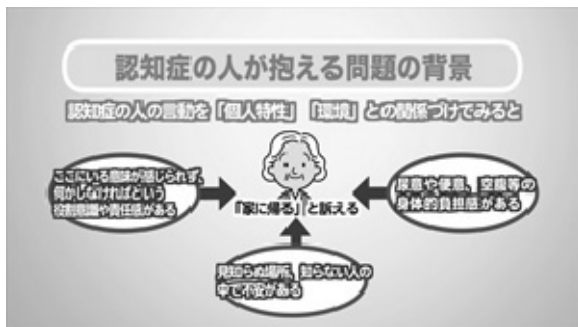 認知症の人が抱える問題の背景
認知症の人の言動を「個人特性」「環境」との関係づけでみると
ここにいる意味が感じられず、
何かしなければという
役割意識や責任感がある
「家に帰る」と訴える
尿意や便意、空腹等の
身体的負担感がある
見知らぬ場所、知らない人の
中で不安がある